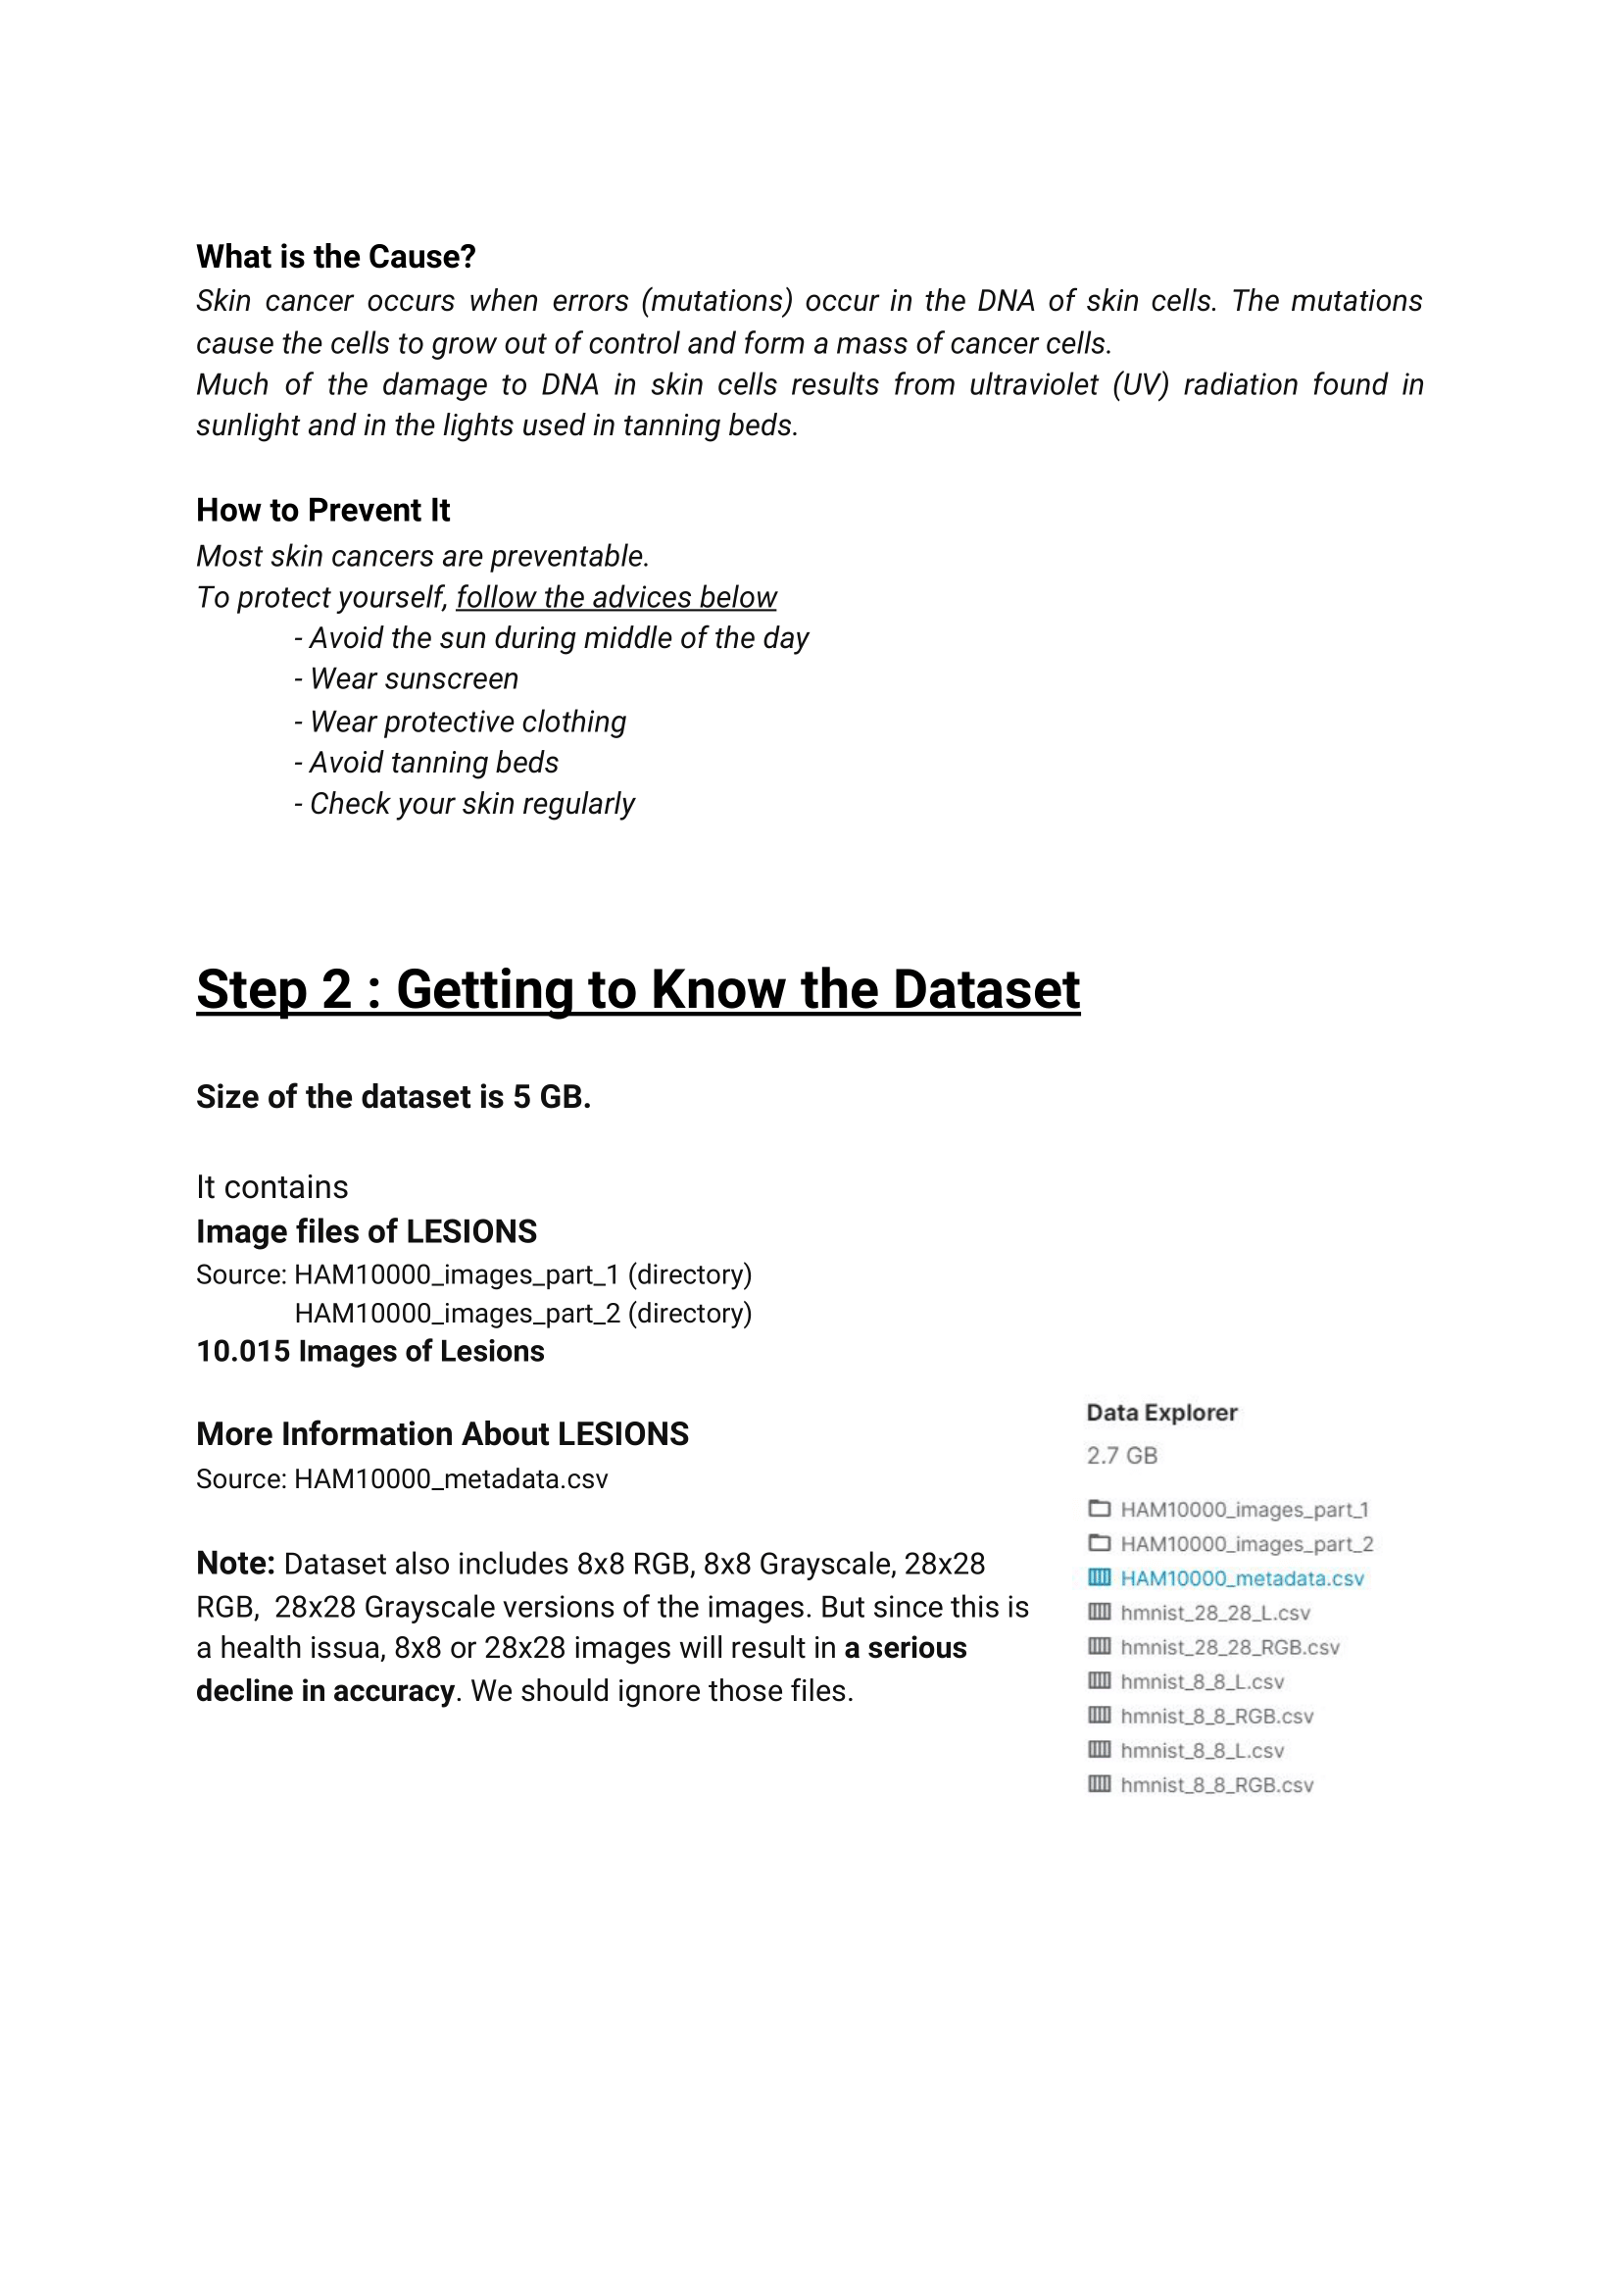 What is the Cause?
Skin cancer occurs when errors (mutations) occur in the DNA of skin cells. The mutations
cause the cells to grow out of control and form a mass of cancer cells.
Much of the damage to DNA in skin cells results from ultraviolet (UV) radiation found in
sunlight and in the lights used in tanning beds.
How to Prevent It
Most skin cancers are preventable.
To protect yourself, follow the advices below
- Avoid the sun during middle of the day
- Wear sunscreen
- Wear protective clothing
- Avoid tanning beds
- Check your skin regularly
Step 2 : Getting to Know the Dataset
Size of the dataset is 5 GB.
It contains
Image files of LESIONS
Source: HAM10000_images_part_1 (directory)
HAM10000_images_part_2 (directory)
10.015 Images of Lesions
More Information About LESIONS
Source: HAM10000_metadata.csv
Note: Dataset also includes 8x8 RGB, 8x8 Grayscale, 28x28
RGB, 28x28 Grayscale versions of the images. But since this is
a health issua, 8x8 or 28x28 images will result in a serious
decline in accuracy. We should ignore those files.
Data Explorer
2.7 GB
HAM10000_images_part_1
HAM10000_images_part_2
HAM10000_metadata.csv
hmnist_28_28_L.csv
hmnist_28_28_RGB.csv
hmnist_8_8_L.csv
hmnist_8_8_RGB.csv
hmnist_8_8_L.csv
hmnist_8_8_RGB.csv